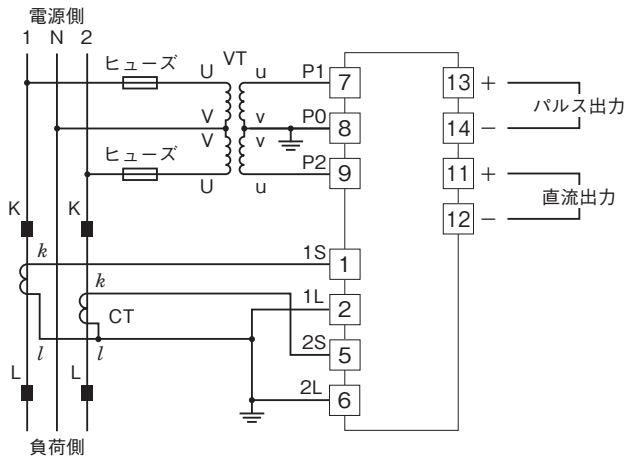 電源側
1 N 2
ヒューズ
U VT u P1 7
V v P0 8
V v
ヒューズ
U u P2 9
13 +
パルス出力
14 −
11 +
直流出力
12 −
K K
k 1S 1
k 1L 2
CT
l l 2S 5
L L 2L 6
負荷側